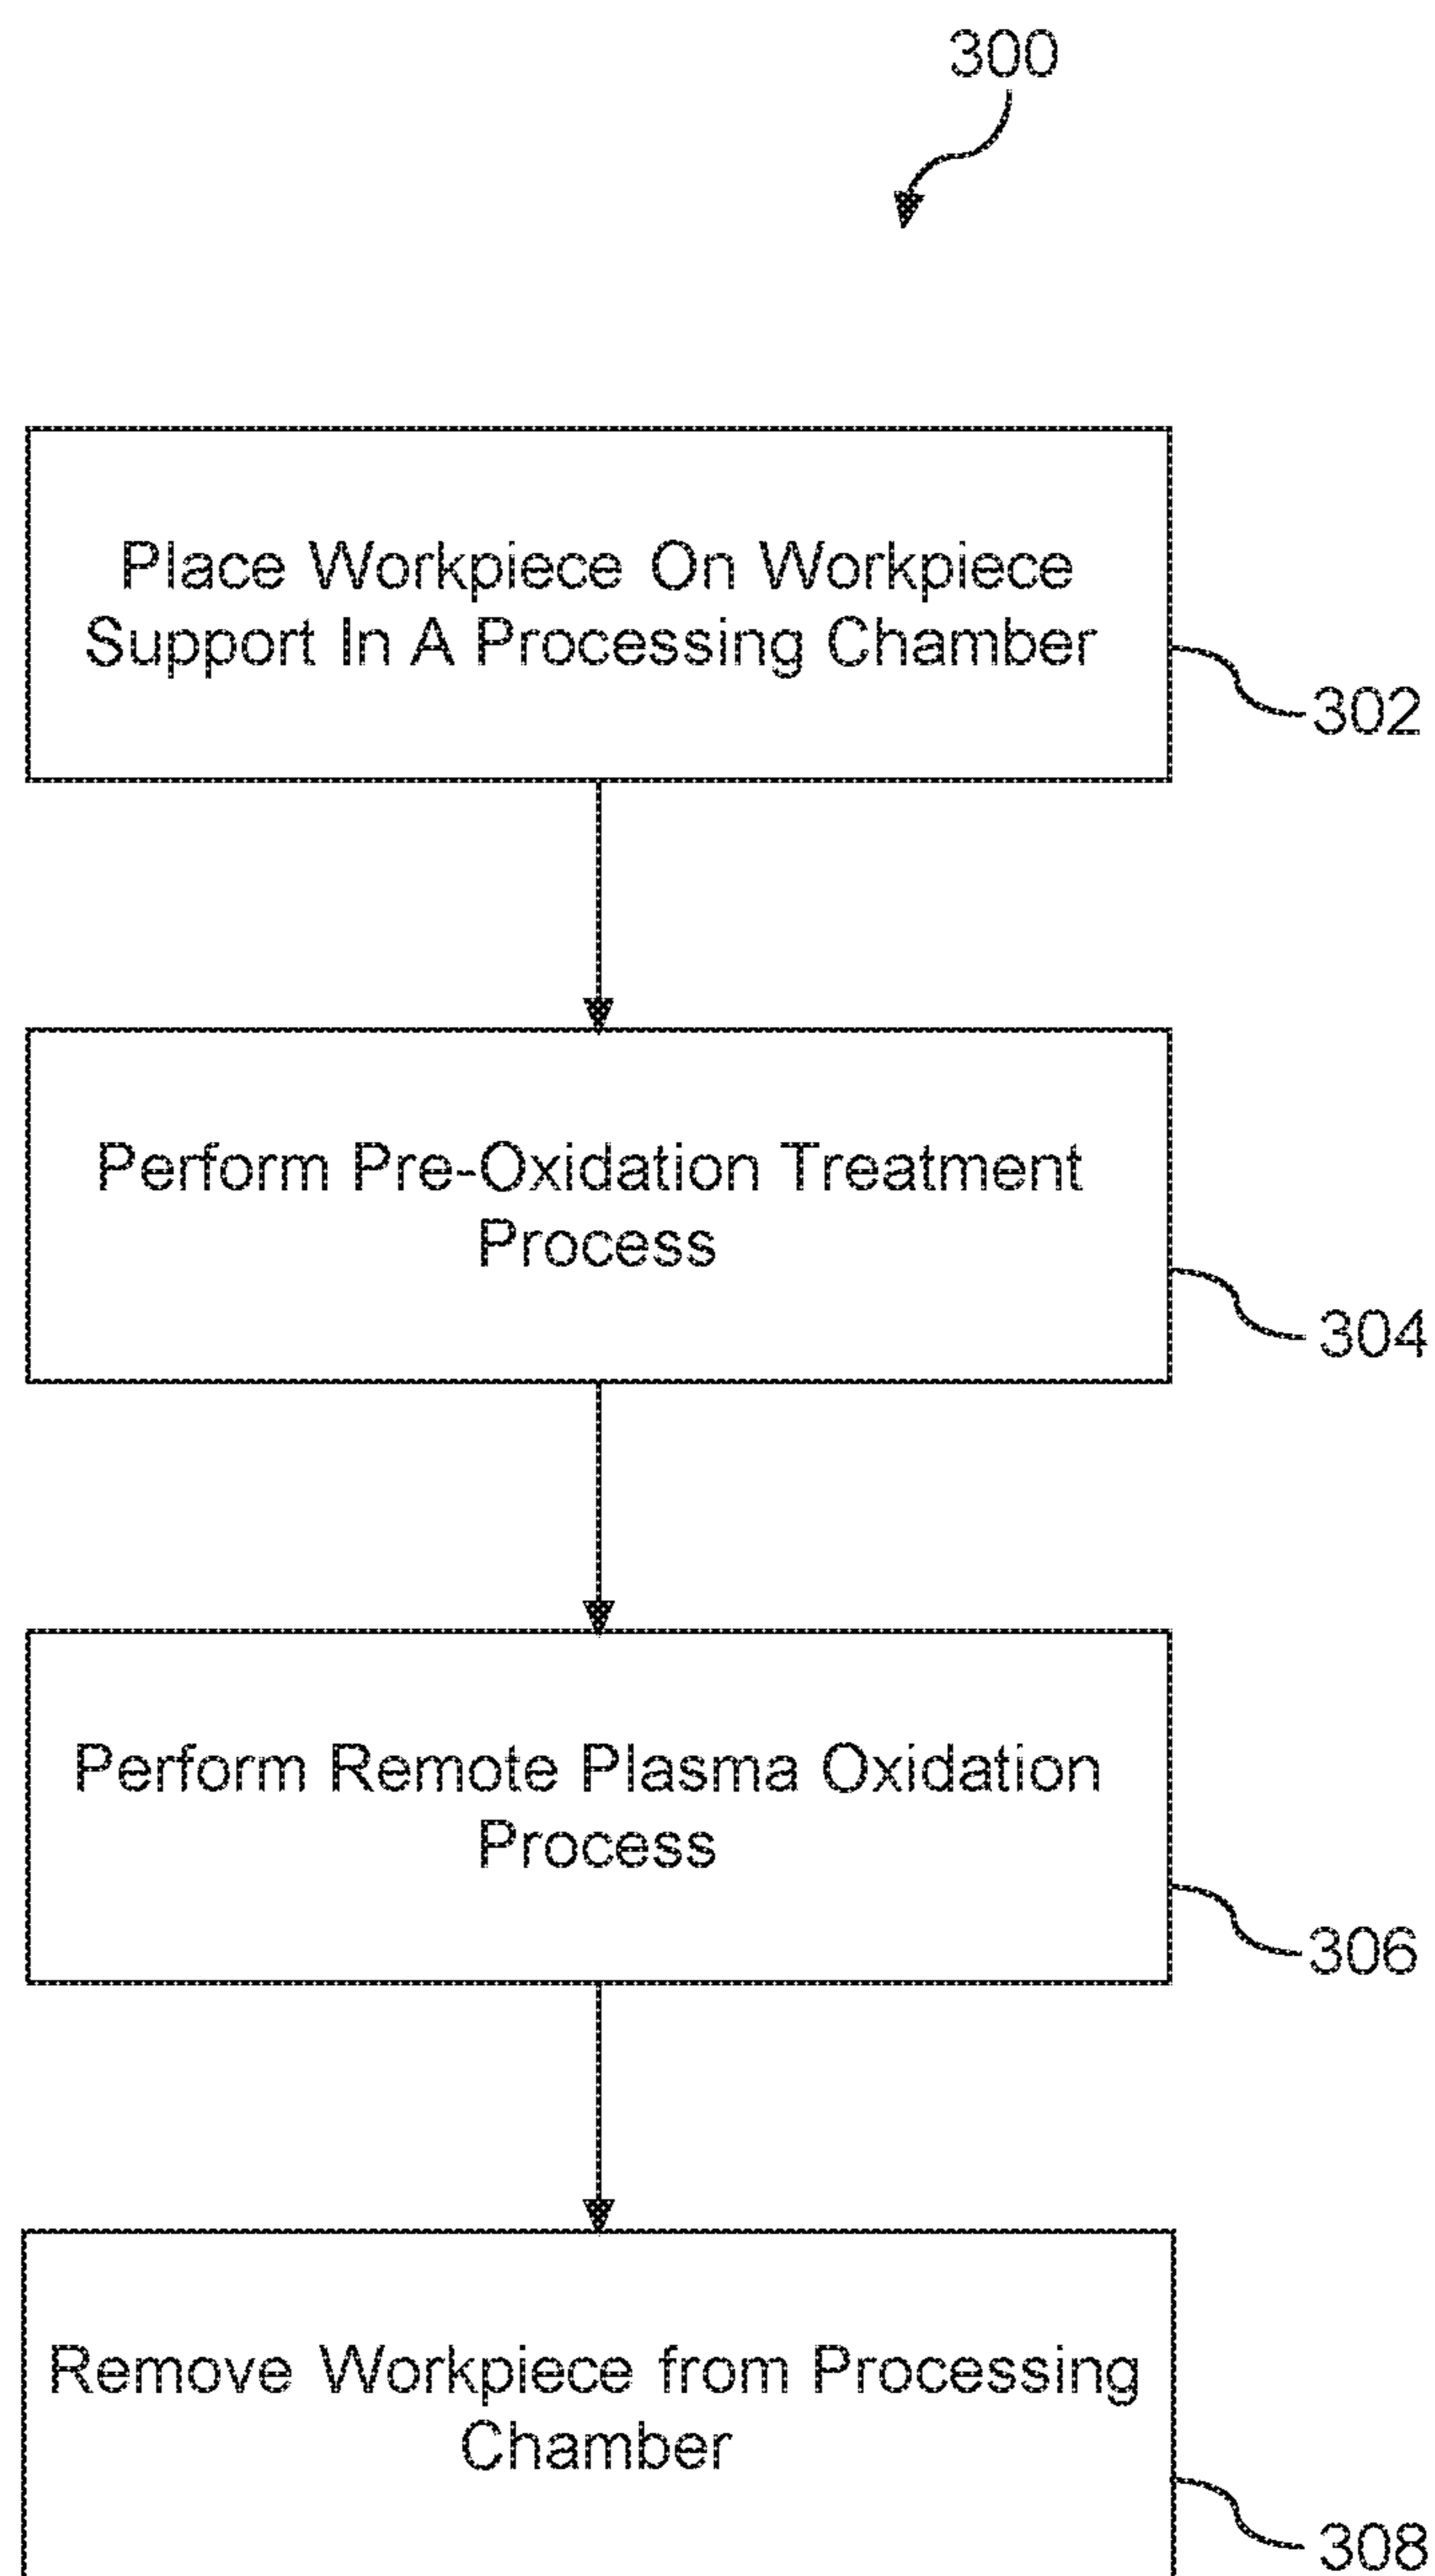 300
Place Workpiece On Workpiece
Support In A Processing Chamber
302
Perform Pre-Oxidation Treatment
Process
304
Perform Remote Plasma Oxidation
Process
306
Remove Workpiece from Processing
Chamber
308